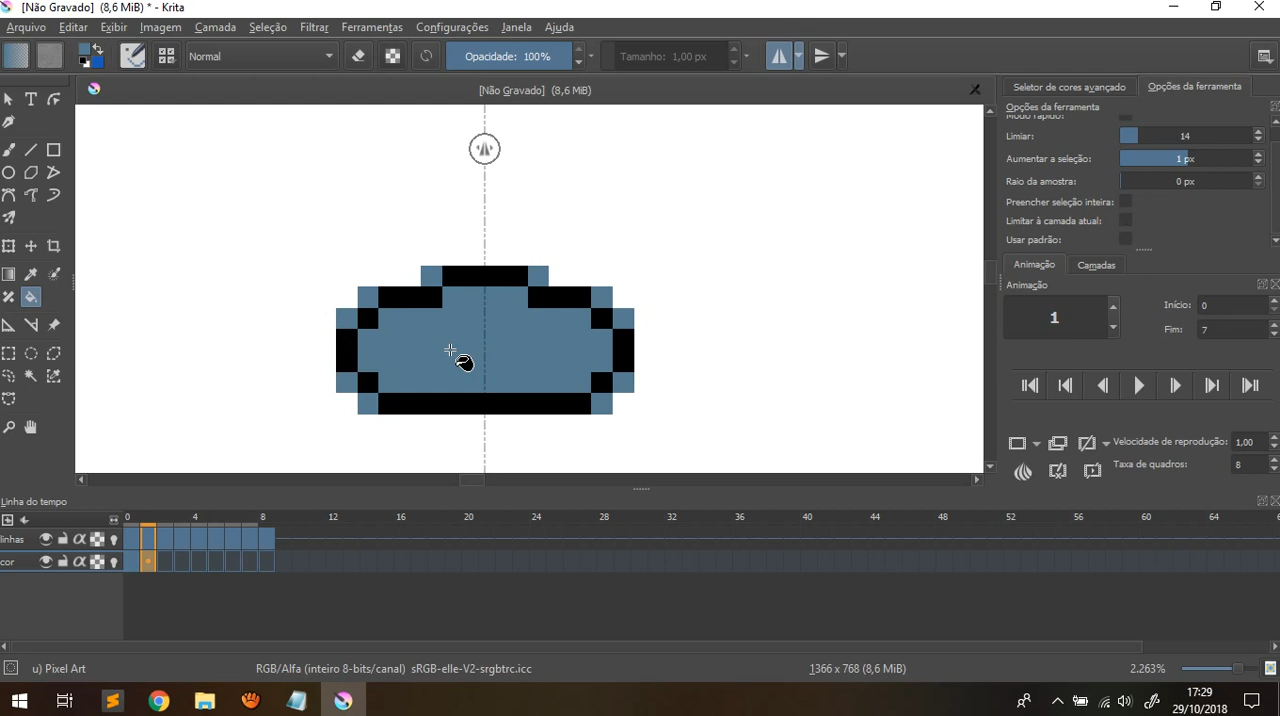 [Não Gravado] (8,6 MiB) * - Krita
Arquivo Editar Exibir Imagem Camada Seleção Filtrar Ferramentas Configurações Janela Ajuda
Normal Opacidade: 100% Tamanho: 1,00 px
[Não Gravado] (8,6 MiB)
Seletor de cores avançado Opções da ferramenta
Opções da ferramenta
Modo rápido:
Limiar: 14
Aumentar a seleção: 1 px
Raio da amostra: 0 px
Preencher seleção inteira:
Limitar à camada atual:
Usar padrão:
Animação Camadas
Animação
1 Início: 0
Fim: 7
Velocidade de reprodução: 1,00
Taxa de quadros: 8
Linha do tempo
0 4 8 12 16 20 24 28 32 36 40 44 48 52 56 60 64
linhas
cor
u) Pixel Art RGB/Alfa (inteiro 8-bits/canal) sRGB-elle-V2-srgbtrc.icc 1366 x 768 (8,6 MiB) 2.263%
17:29
29/10/2018